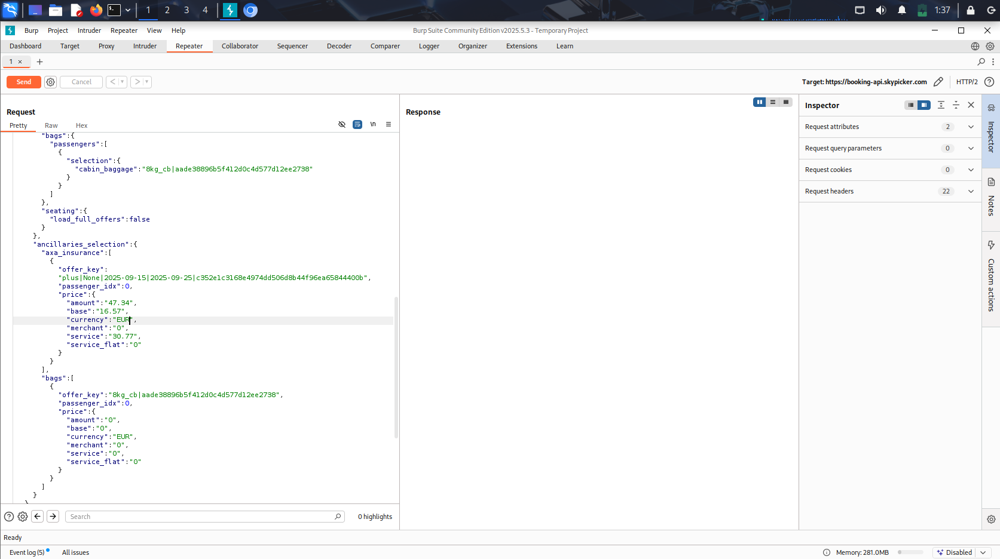 1 2 3 4 1:37
Burp Project Intruder Repeater View Help Burp Suite Community Edition v2025.5.3 - Temporary Project
Dashboard Target Proxy Intruder Repeater Collaborator Sequencer Decoder Comparer Logger Organizer Extensions Learn
1 × +
Send Cancel < > Target: https://booking-api.skypicker.com HTTP/2
Request
Pretty Raw Hex \n
"bags":{
"passengers":[
{
"selection":{
"cabin_baggage":"8kg_cb|aade38896b5f412d0c4d577d12ee2738"
}
}
]
},
"seating":{
"load_full_offers":false
}
},
"ancillaries_selection":{
"axa_insurance":[
{
"offer_key":
"plus|None|2025-09-15|2025-09-25|c352e1c3168e4974dd506d8b44f96ea65844400b",
"passenger_idx":0,
"price":{
"amount":"47.34",
"base":"16.57",
"currency":"EUR",
"merchant":"0",
"service":"30.77",
"service_flat":"0"
}
}
],
"bags":[
{
"offer_key":"8kg_cb|aade38896b5f412d0c4d577d12ee2738",
"passenger_idx":0,
"price":{
"amount":"0",
"base":"0",
"currency":"EUR",
"merchant":"0",
"service":"0",
"service_flat":"0"
}
}
]
}
Search 0 highlights
Response
Inspector
Request attributes 2
Request query parameters 0
Request cookies 0
Request headers 22
Inspector
Notes
Custom actions
Ready
Event log (5) All issues Memory: 281.0MB Disabled